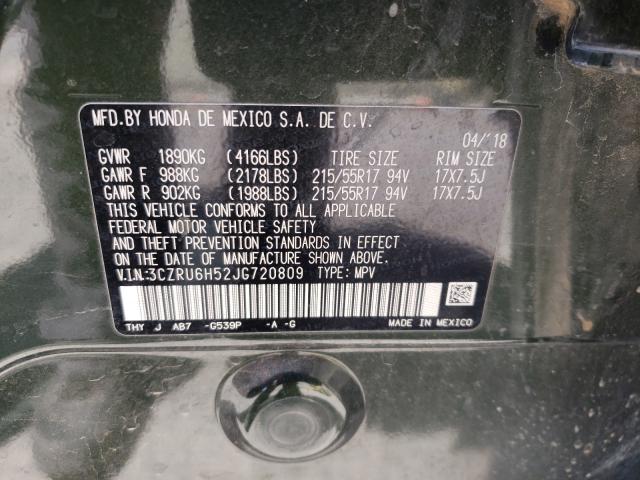 MFD.BY HONDA DE MEXICO S.A. DE C.V.
04/'18
GVWR 1890KG (4166LBS) TIRE SIZE RIM SIZE
GAWR F 988KG (2178LBS) 215/55R17 94V 17X7.5J
GAWR R 902KG (1988LBS) 215/55R17 94V 17X7.5J
THIS VEHICLE CONFORMS TO ALL APPLICABLE
FEDERAL MOTOR VEHICLE SAFETY
AND THEFT PREVENTION STANDARDS IN EFFECT
ON THE DATE OF MANUFACTURE SHOWN ABOVE.
V.I.N:3CZRU6H52JG720809 TYPE: MPV
THY J AB7 -G539P -A -G MADE IN MEXICO